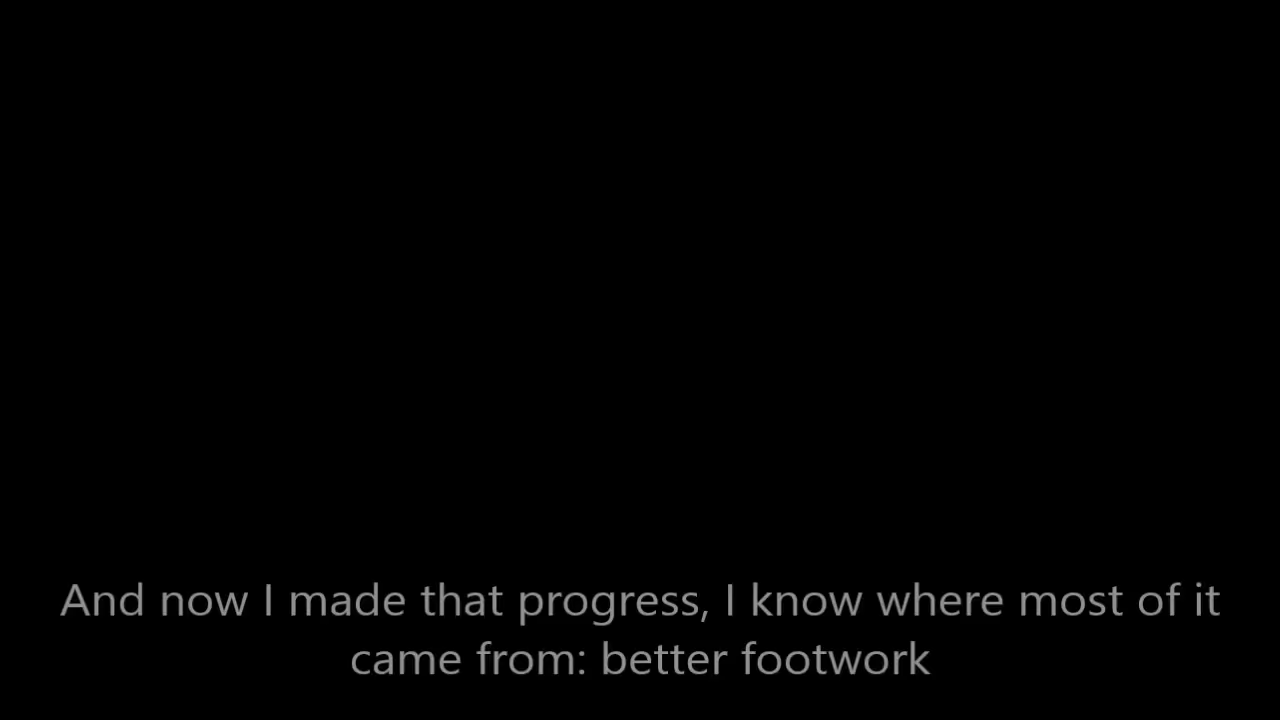 And now I made that progress, I know where most of it
came from: better footwork